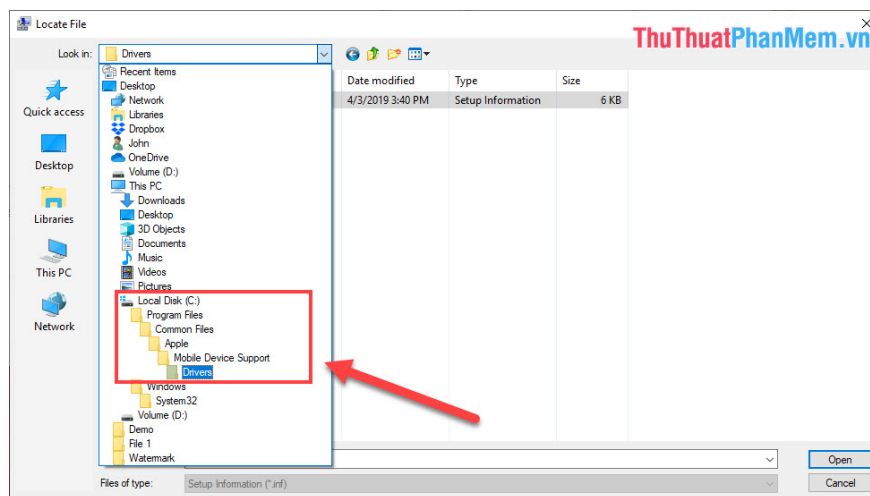 Locate File
ThuThuatPhanMem.vn
Look in: Drivers
Date modified Type Size
4/3/2019 3:40 PM Setup Information 6 KB
Quick access
Desktop
Libraries
This PC
Network
Recent Items
Desktop
Network
Libraries
Dropbox
John
OneDrive
Volume (D:)
This PC
Downloads
Desktop
3D Objects
Documents
Music
Videos
Pictures
Local Disk (C:)
Program Files
Common Files
Apple
Mobile Device Support
Drivers
Windows
System32
Volume (D:)
Demo
File 1
Watermark
Open
Files of type: Setup Information (*.inf) Cancel